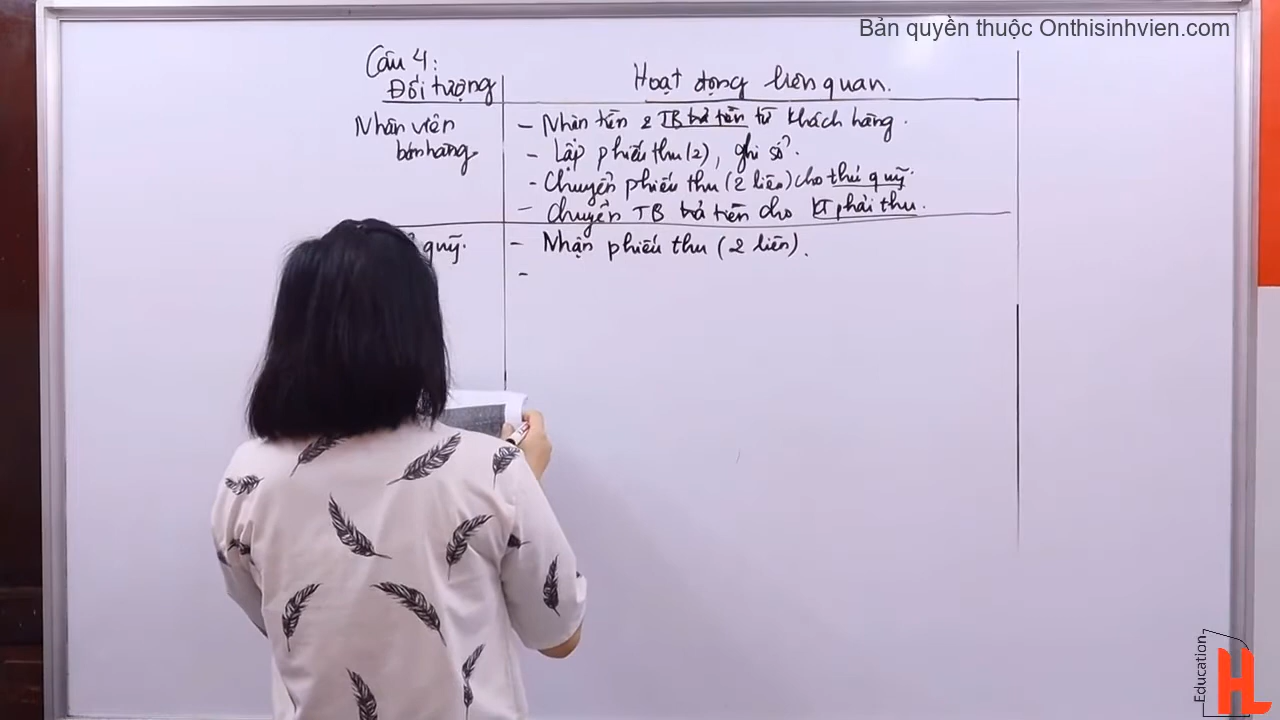 Bản quyền thuộc Onthisinhvien.com
Câu 4:
Đối tượng
Hoạt động liên quan.
Nhân viên
bán hàng
- Nhận tiền & TB trả tiền từ khách hàng.
- Lập phiếu thu (2), ghi sổ.
- Chuyển phiếu thu (2 liên) cho thủ quỹ.
- Chuyển TB trả tiền cho KT phải thu.
quỹ.
- Nhận phiếu thu (2 liên).
-
Education
HL